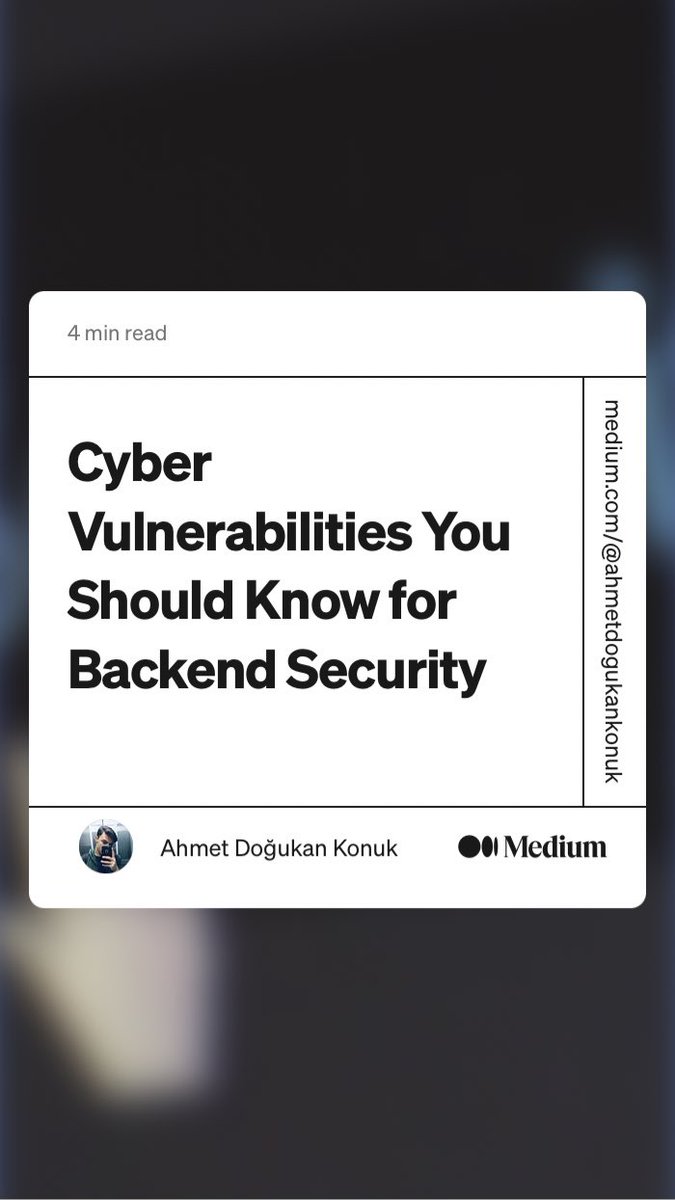 4 min read
Cyber
Vulnerabilities You
Should Know for
Backend Security
medium.com/@ahmetdogukankonuk
Ahmet Doğukan Konuk
Medium